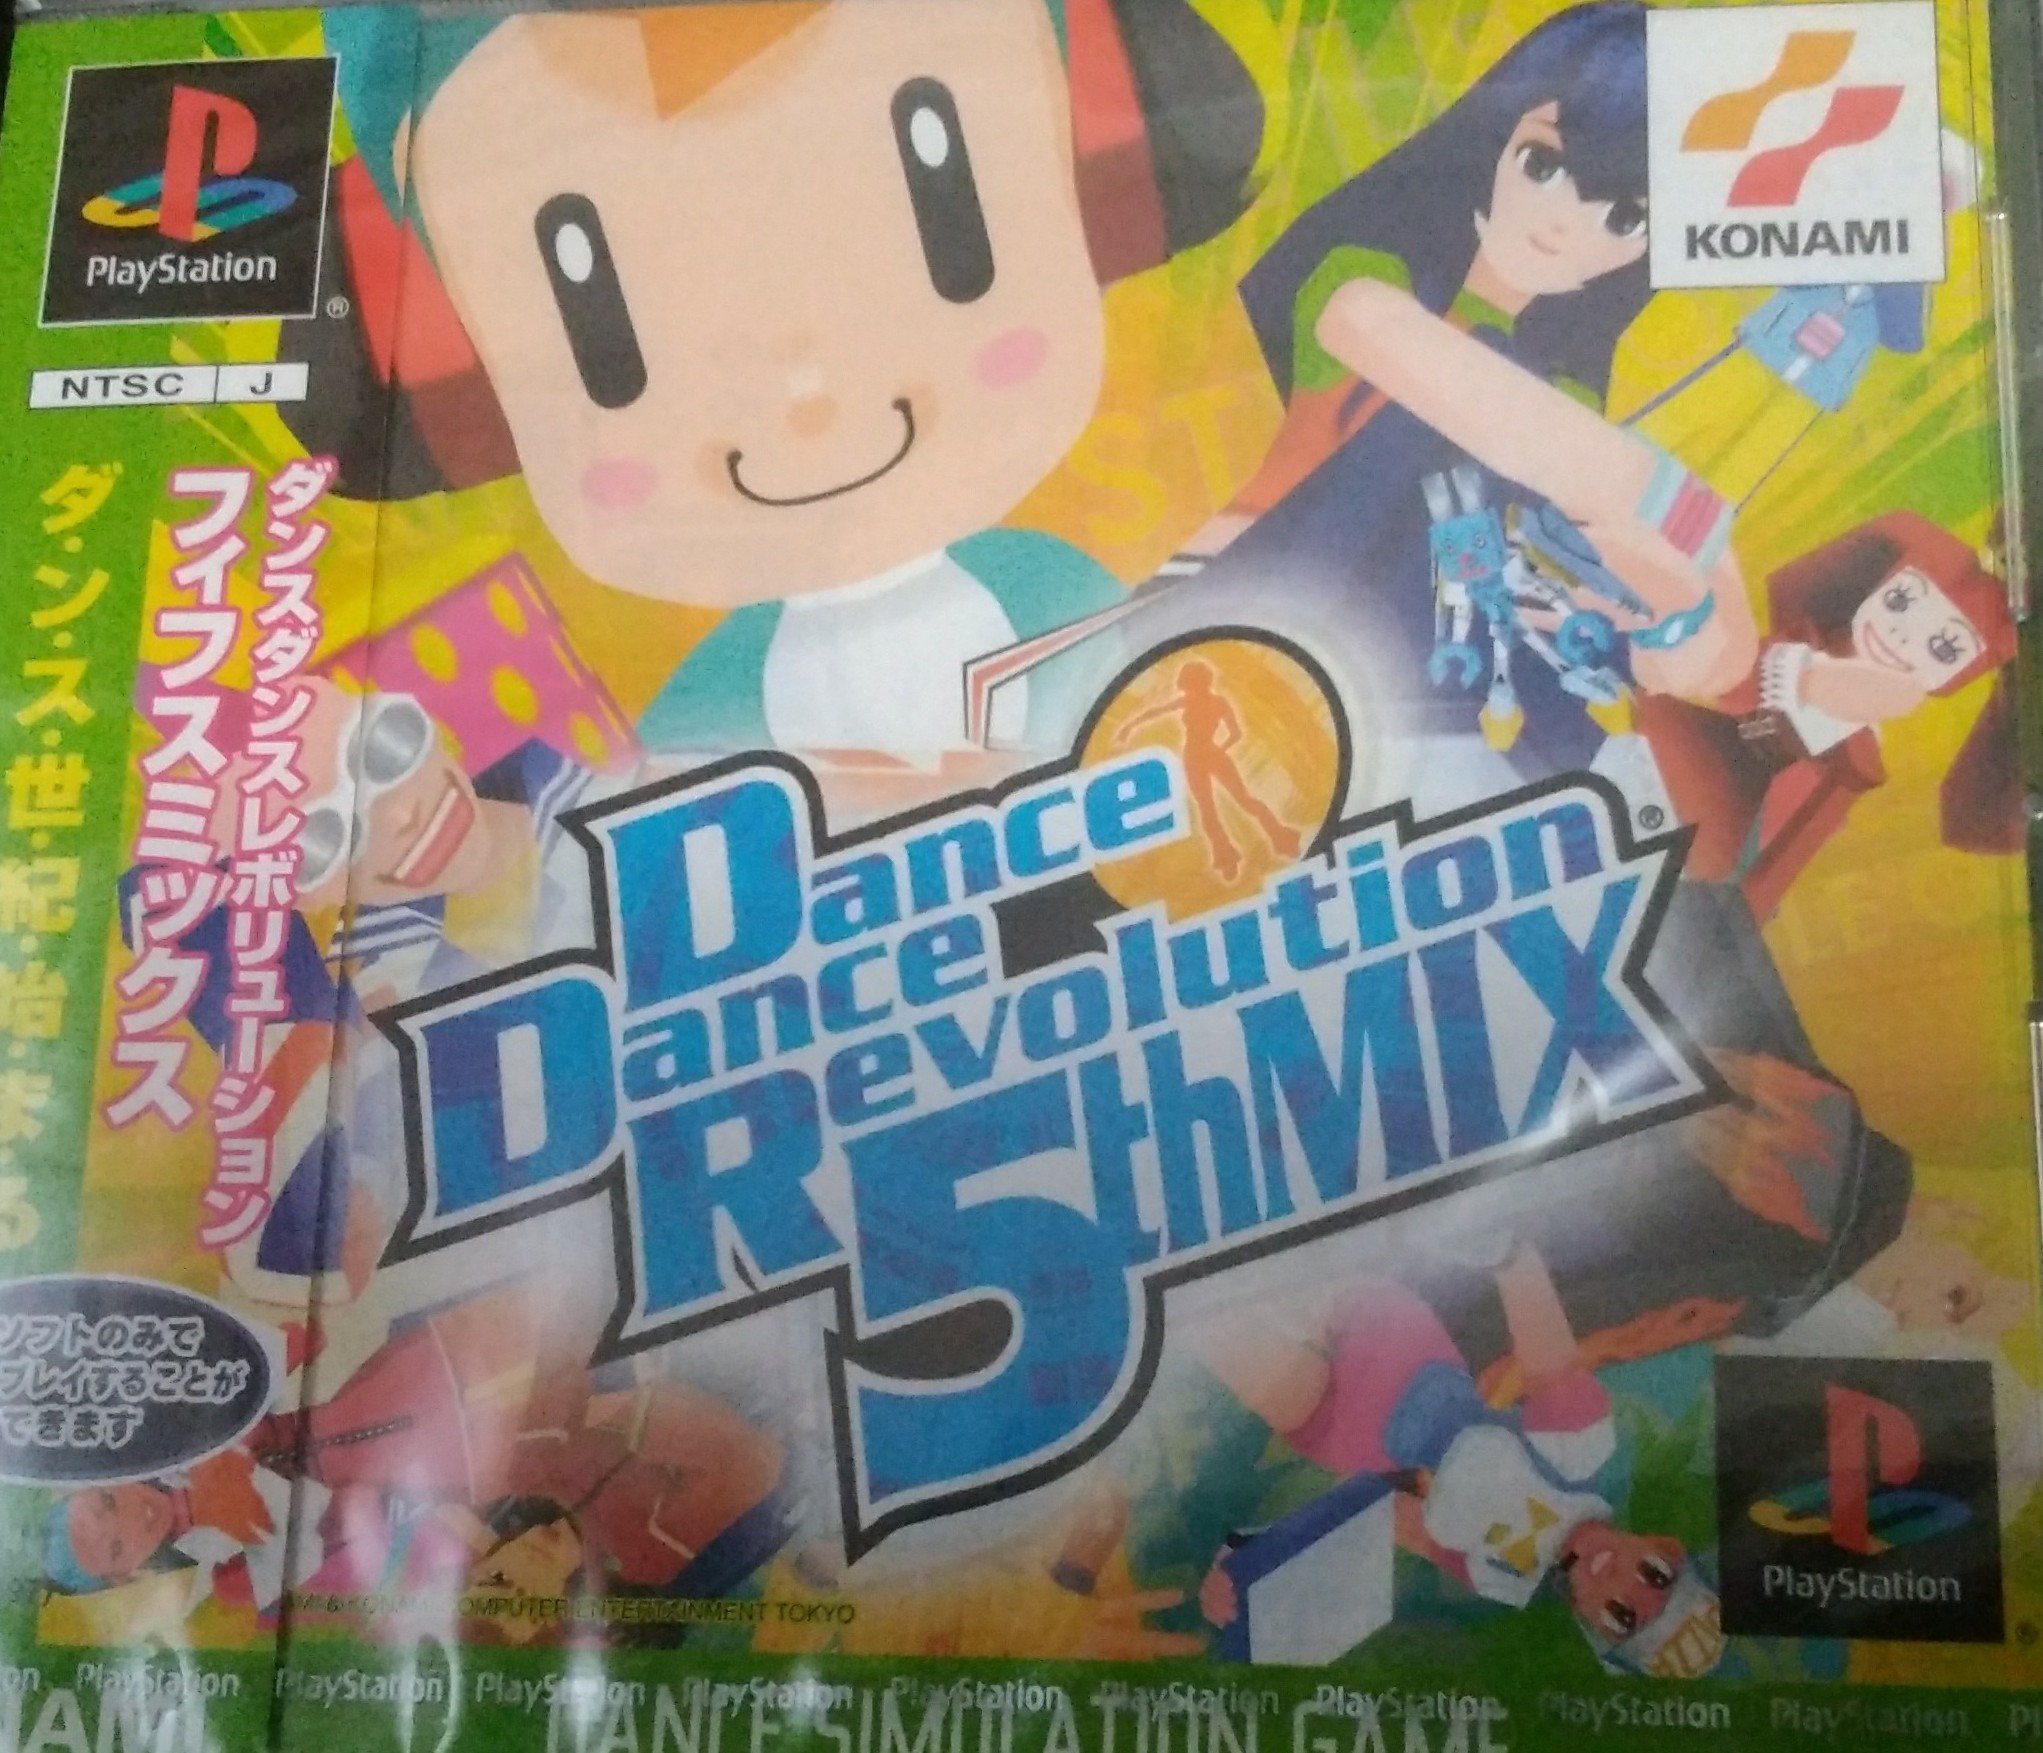 PlayStation
®
NTSC J
KONAMI
ダンスダンスレボリューション
フィフスミックス
ダ・ン・ス・世・紀・始・末・る
Dance
Dance
Revolution®
5thMIX
ソフトのみで
プレイすることが
できます
PlayStation
®
COMPUTER ENTERTAINMENT TOKYO
PlayStation PlayStation PlayStation PlayStation PlayStation PlayStation PlayStation PlayStation PlayStation
DANCE SIMULATION GAME